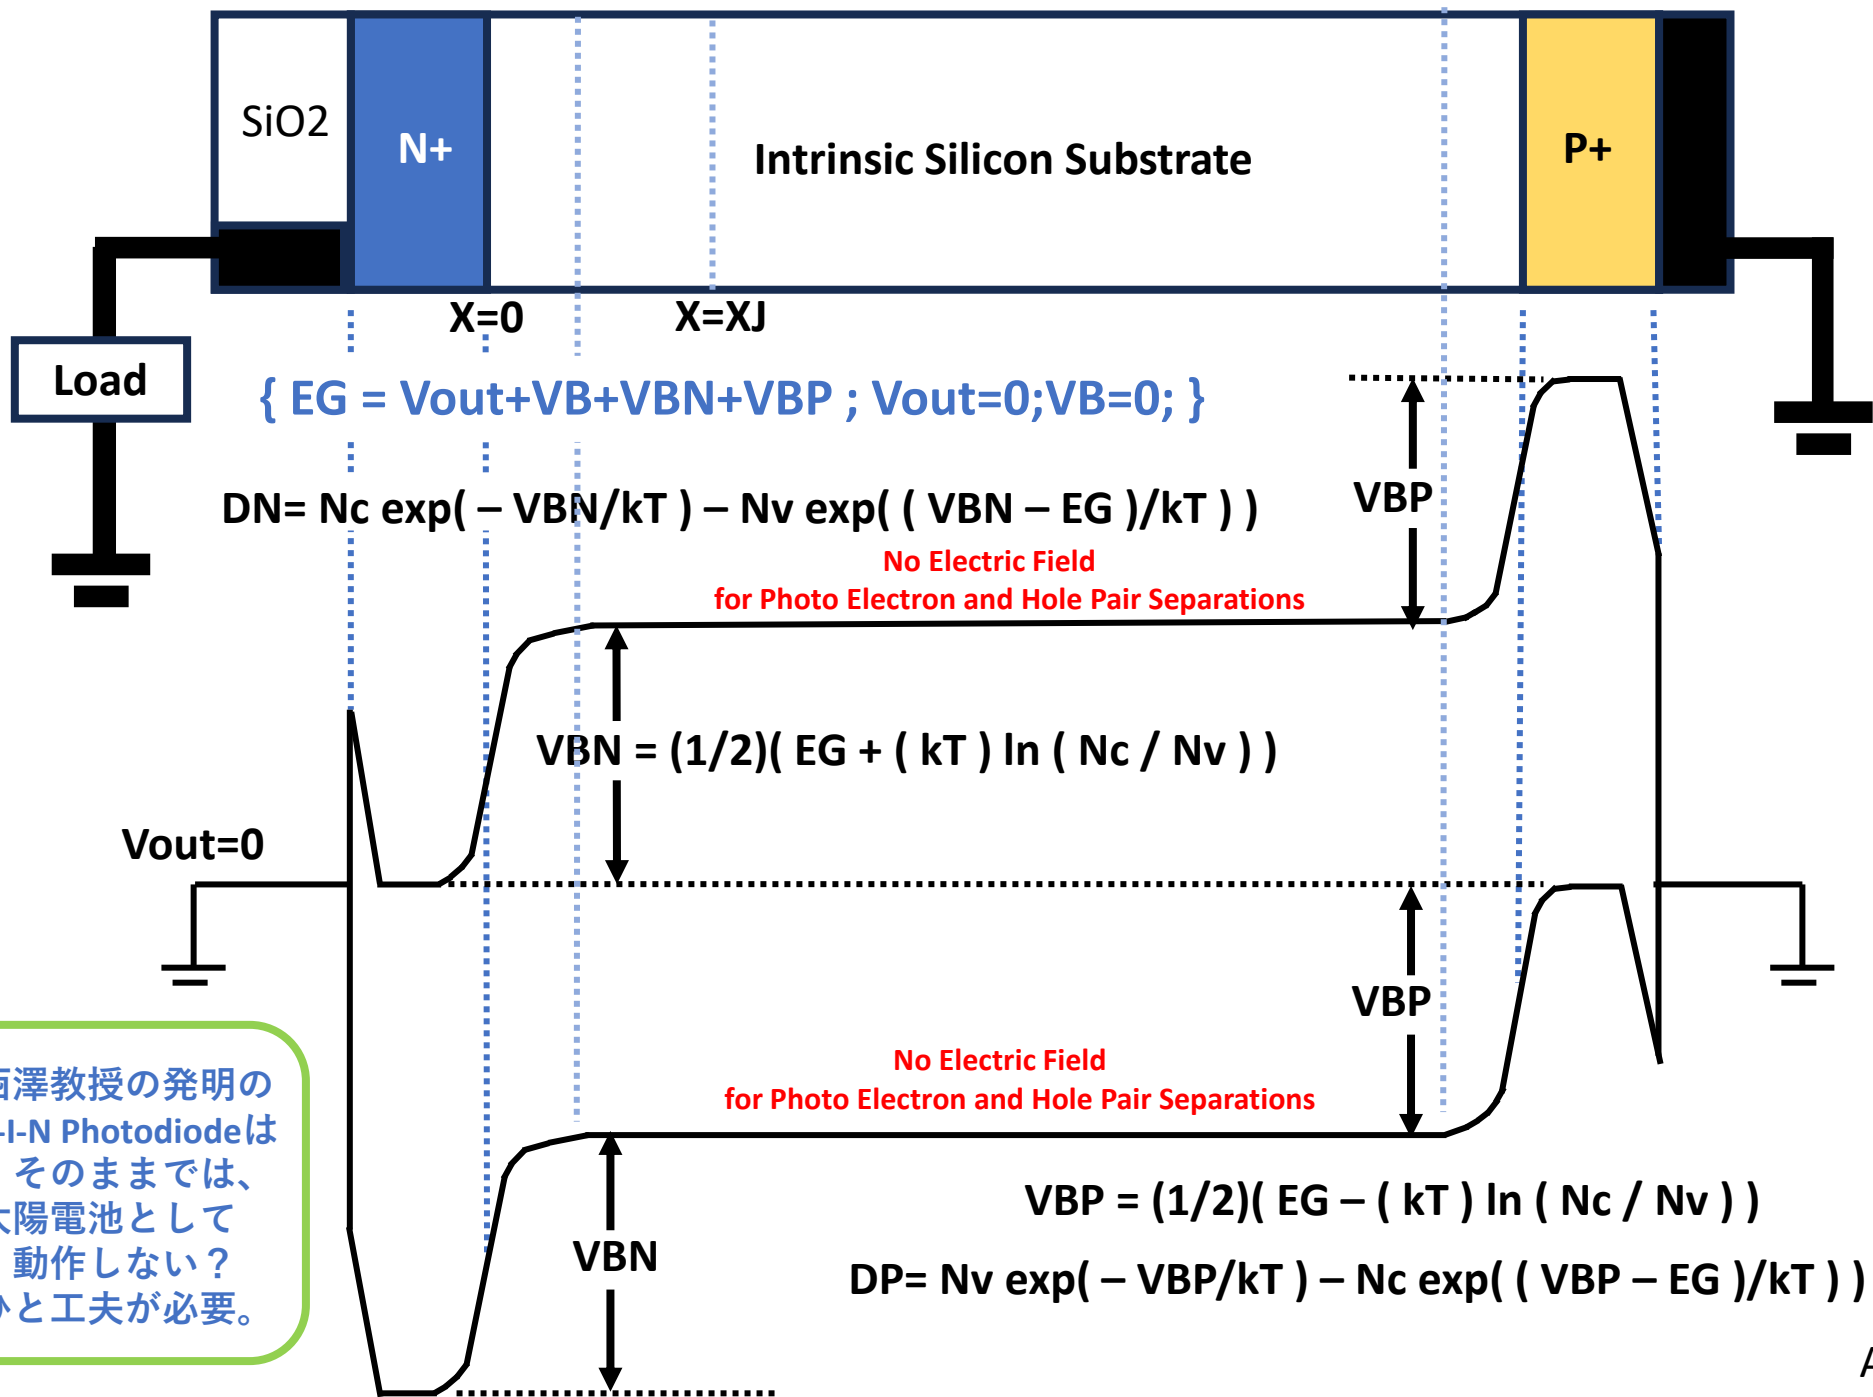 SiO2
N+
Intrinsic Silicon Substrate
P+
X=0
X=XJ
Load
{ EG = Vout+VB+VBN+VBP ; Vout=0;VB=0; }
DN= Nc exp( – VBN/kT ) – Nv exp( ( VBN – EG )/kT ) )
VBP
No Electric Field
for Photo Electron and Hole Pair Separations
VBN = (1/2)( EG + ( kT ) ln ( Nc / Nv ) )
Vout=0
VBP
No Electric Field
for Photo Electron and Hole Pair Separations
西澤教授の発明の
-I-N Photodiodeは
そのままでは、
太陽電池として
動作しない？
ひと工夫が必要。
VBP = (1/2)( EG – ( kT ) ln ( Nc / Nv ) )
VBN
DP= Nv exp( – VBP/kT ) – Nc exp( ( VBP – EG )/kT ) )